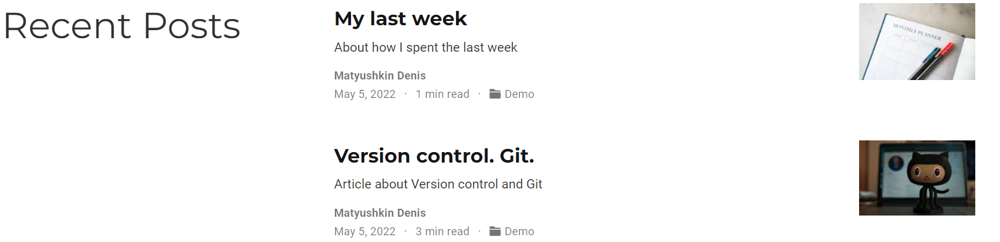 Recent Posts
My last week
About how I spent the last week
Matyushkin Denis
May 5, 2022 · 1 min read · Demo
MONTHLY PLANNER
Version control. Git.
Article about Version control and Git
Matyushkin Denis
May 5, 2022 · 3 min read · Demo